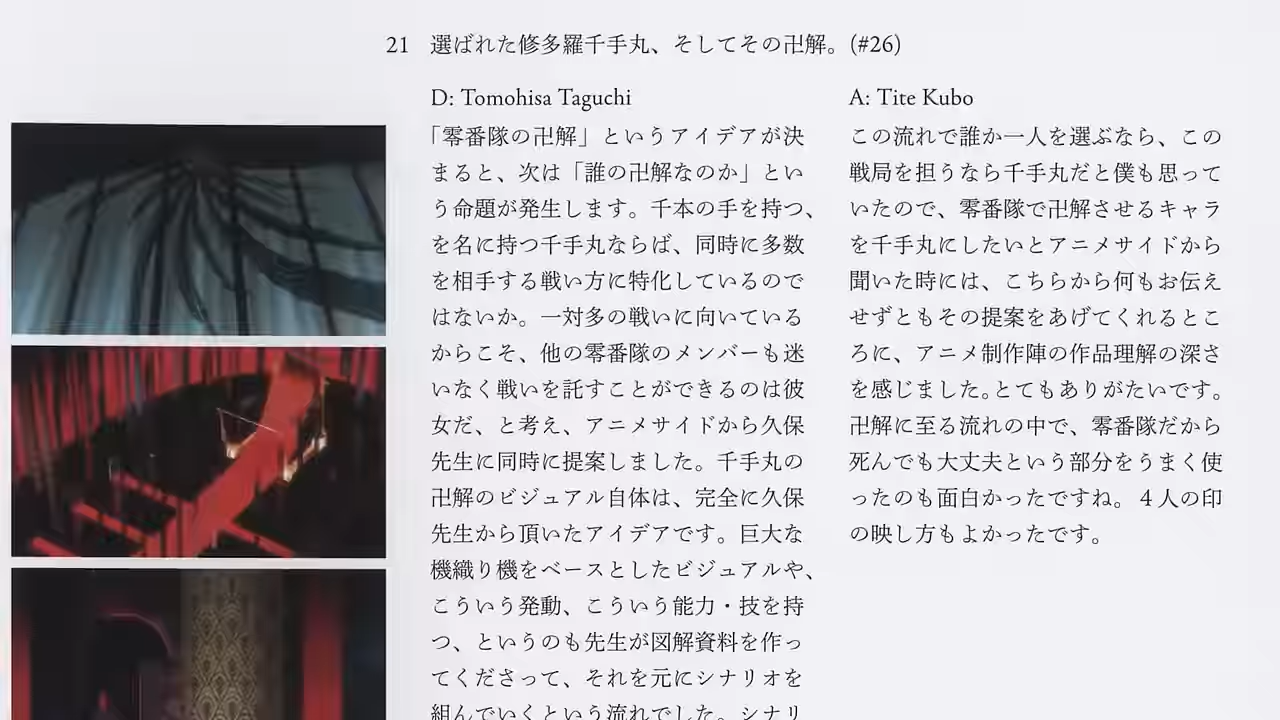 21 選ばれた修多羅千手丸、そしてその卍解。(#26)
D: Tomohisa Taguchi
「零番隊の卍解」というアイデアが決
まると、次は「誰の卍解なのか」とい
う命題が発生します。千本の手を持つ、
を名に持つ千手丸ならば、同時に多数
を相手する戦い方に特化しているので
はないか。一対多の戦いに向いている
からこそ、他の零番隊のメンバーも迷
いなく戦いを託すことができるのは彼
女だ、と考え、アニメサイドから久保
先生に同時に提案しました。千手丸の
卍解のビジュアル自体は、完全に久保
先生から頂いたアイデアです。巨大な
機織り機をベースとしたビジュアルや、
こういう発動、こういう能力・技を持
つ、というのも先生が図解資料を作っ
てくださって、それを元にシナリオを
組んでいくという流れでした。シナリ
A: Tite Kubo
この流れで誰か一人を選ぶなら、この
戦局を担うなら千手丸だと僕も思って
いたので、零番隊で卍解させるキャラ
を千手丸にしたいとアニメサイドから
聞いた時には、こちらから何もお伝え
せずともその提案をあげてくれるとこ
ろに、アニメ制作陣の作品理解の深さ
を感じました。とてもありがたいです。
卍解に至る流れの中で、零番隊だから
死んでも大丈夫という部分をうまく使
ったのも面白かったですね。４人の印
の映し方もよかったです。